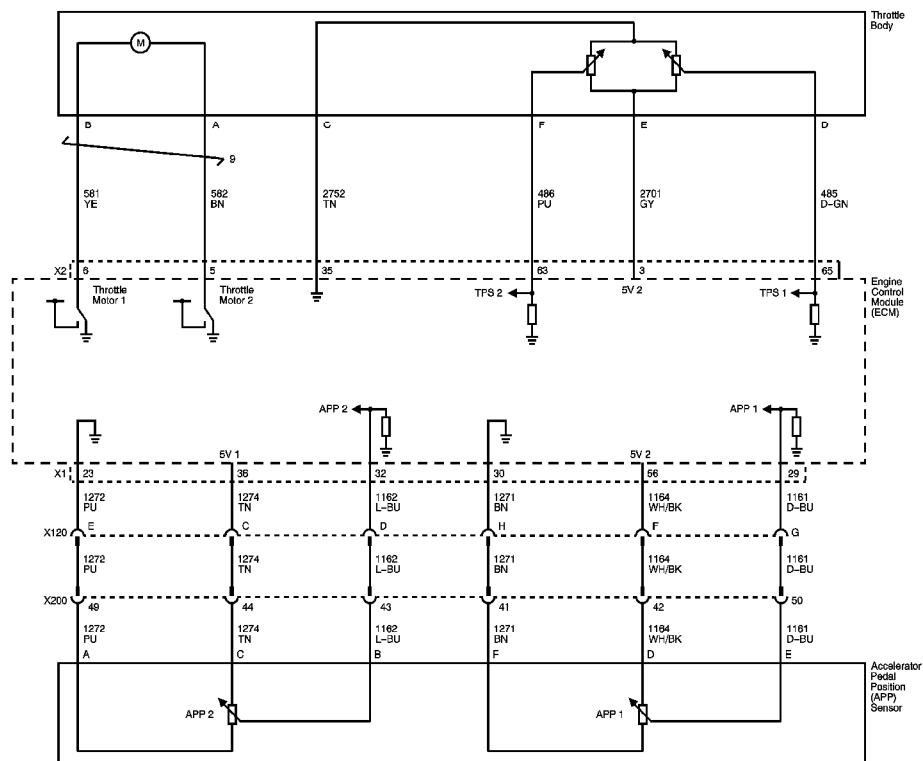 Throttle
Body
M
B A C F E D
9
581
YE
582
BN
2752
TN
486
PU
2701
GY
485
D-GN
X2 6 5 35 63 3 65
Throttle
Motor 1
Throttle
Motor 2
TPS 2
5V 2
TPS 1
Engine
Control
Module
(ECM)
APP 2
APP 1
5V 1
5V 2
X1 23 36 32 30 56 29
1272
PU
1274
TN
1162
L-BU
1271
BN
1164
WH/BK
1161
D-BU
X120 E C D H F G
1272
PU
1274
TN
1162
L-BU
1271
BN
1164
WH/BK
1161
D-BU
X200 49 44 43 41 42 50
1272
PU
1274
TN
1162
L-BU
1271
BN
1164
WH/BK
1161
D-BU
A C B F D E
APP 2
APP 1
Accelerator
Pedal
Position
(APP)
Sensor